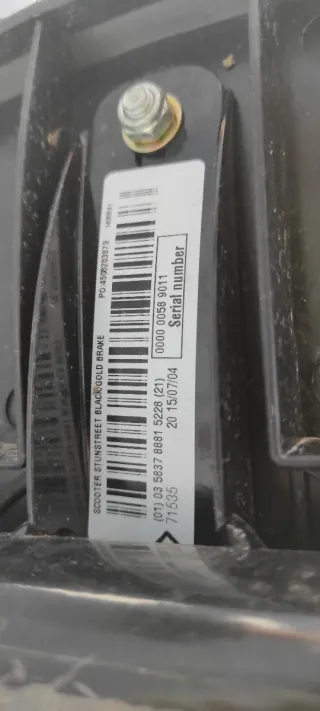 SCOOTER STUNSTREET BLACK/GOLD BRAKE
PO:4506263879
(01) 03 5837 8881 5228 (21)
0000 0058 9011
Serial number
71535
20 15/07/04